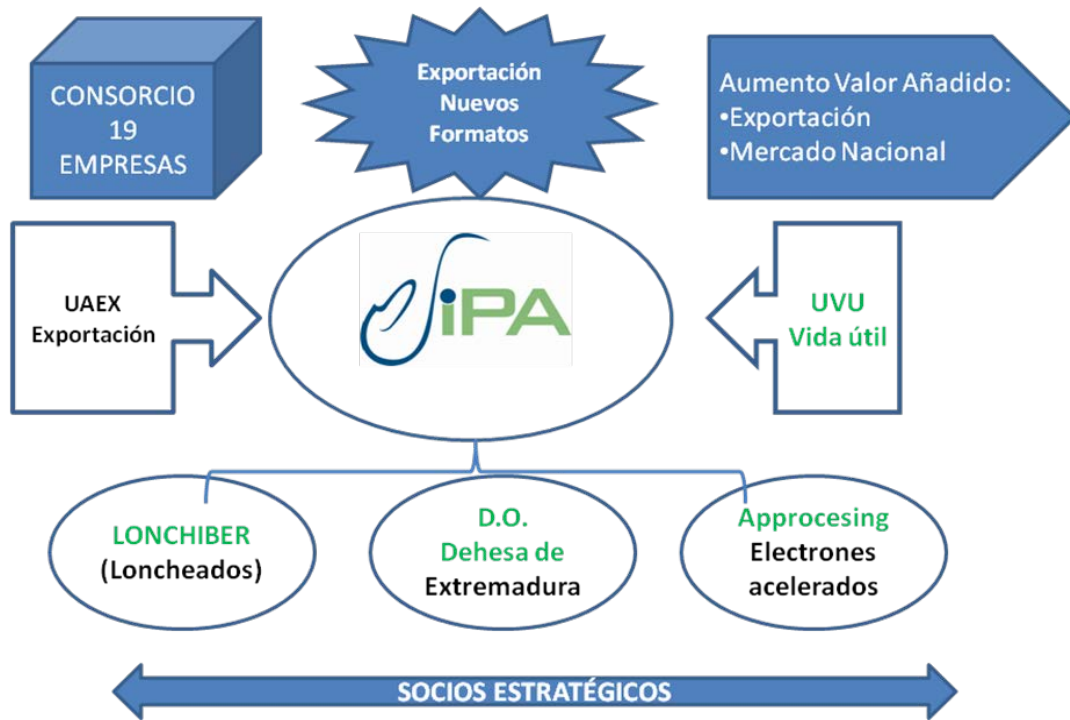 CONSORCIO
19
EMPRESAS
Exportación
Nuevos
Formatos
Aumento Valor Añadido:
•Exportación
•Mercado Nacional
UAEX
Exportación
iPA
UVU
Vida útil
LONCHIBER
(Loncheados)
D.O.
Dehesa de
Extremadura
Approcesing
Electrones
acelerados
SOCIOS ESTRATÉGICOS